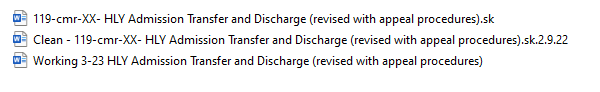 119-cmr-XX- HLY Admission Transfer and Discharge (revised with appeal procedures).sk
Clean - 119-cmr-XX- HLY Admission Transfer and Discharge (revised with appeal procedures).sk.2.9.22
Working 3-23 HLY Admission Transfer and Discharge (revised with appeal procedures)